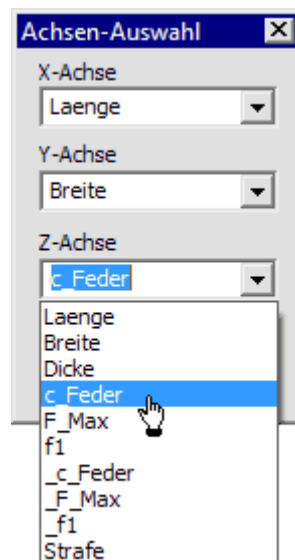 Achsen-Auswahl
X-Achse
Laenge
Y-Achse
Breite
Z-Achse
c_Feder
Laenge
Breite
Dicke
c_Feder
F_Max
f1
_c_Feder
_F_Max
_f1
Strafe